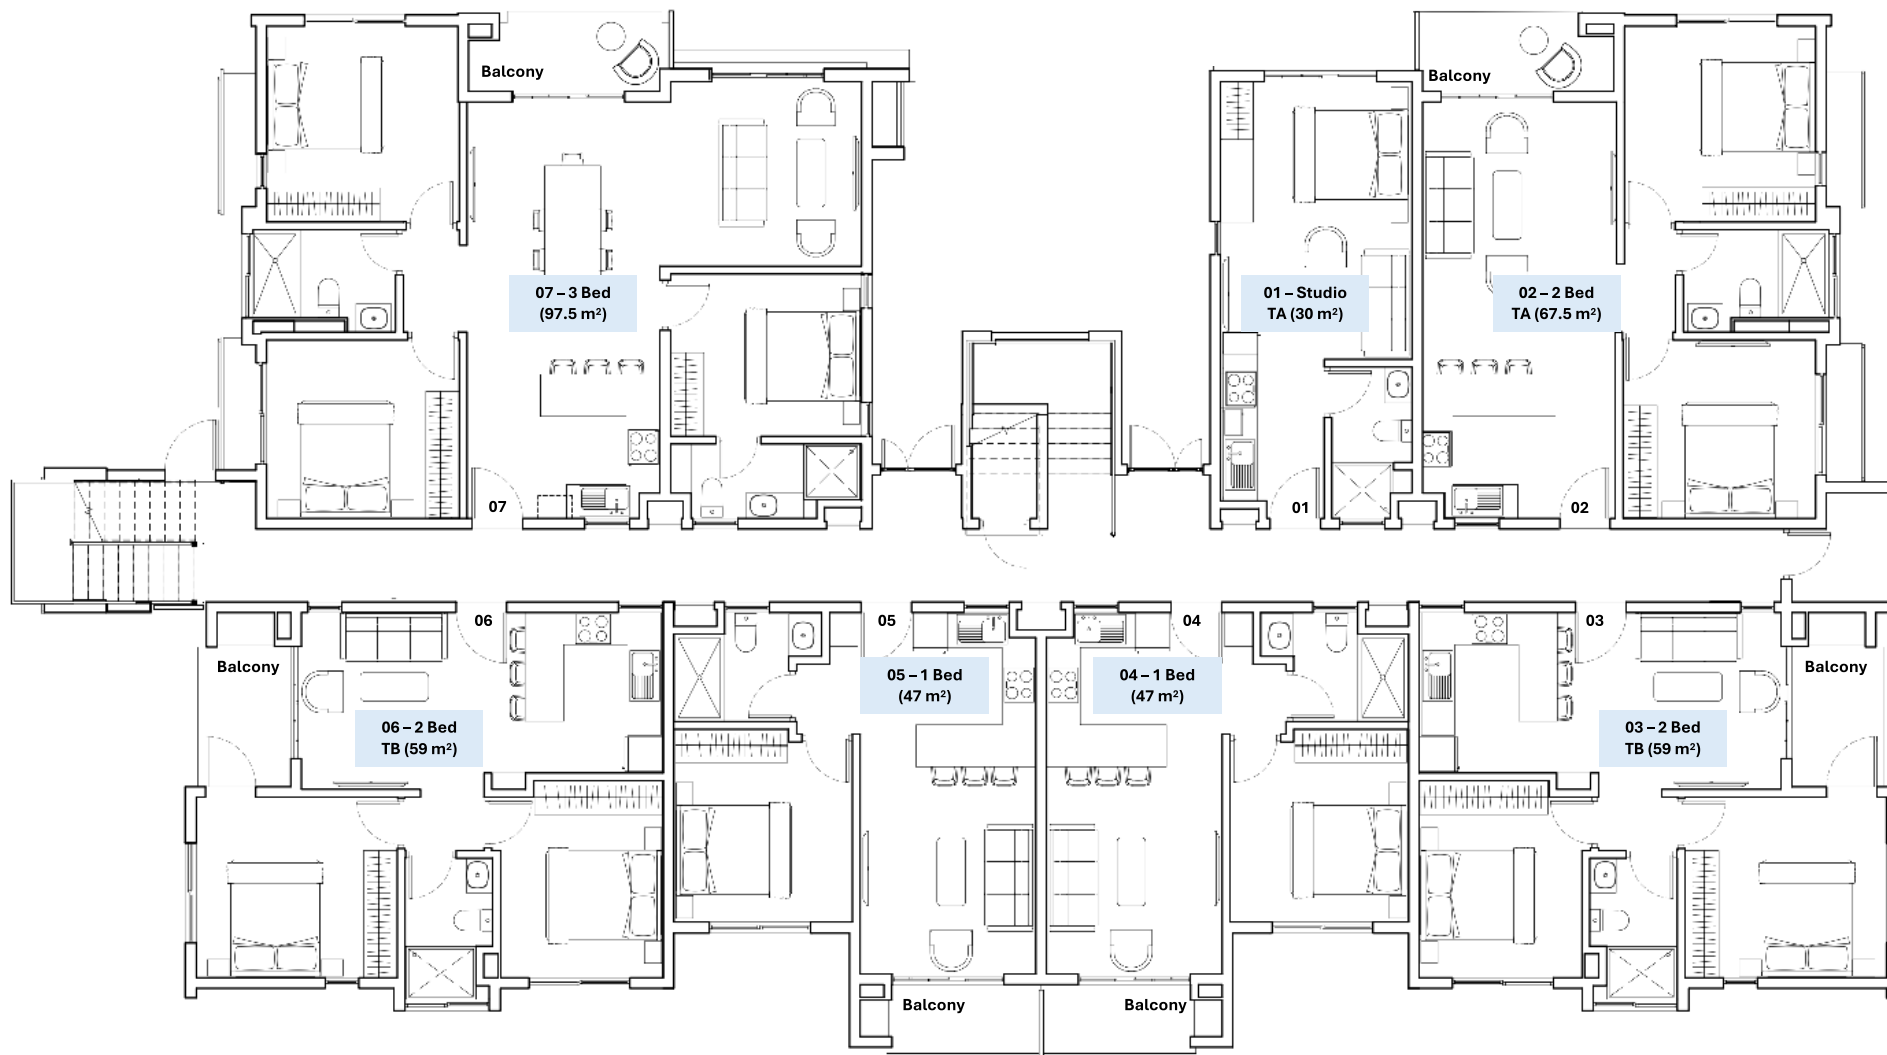 Balcony
Balcony
07 – 3 Bed
(97.5 m²)
01 – Studio
TA (30 m²)
02 – 2 Bed
TA (67.5 m²)
07
01
02
06
05
04
03
Balcony
05 – 1 Bed
(47 m²)
04 – 1 Bed
(47 m²)
Balcony
06 – 2 Bed
TB (59 m²)
03 – 2 Bed
TB (59 m²)
Balcony
Balcony